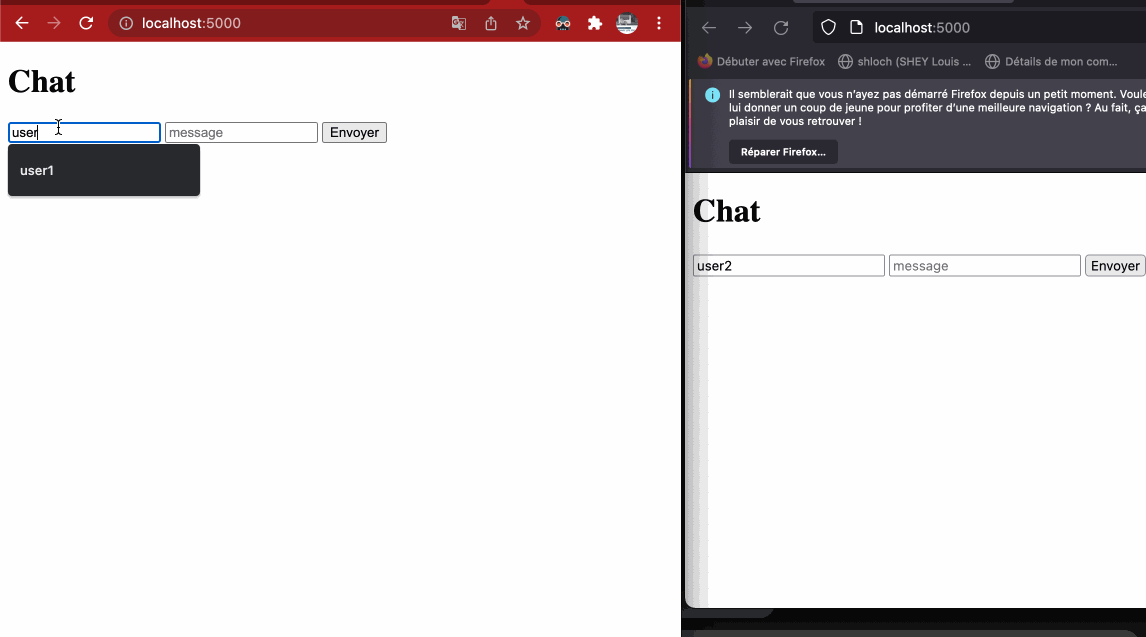 localhost:5000
Chat
user message Envoyer
user1
localhost:5000
Débuter avec Firefox shloch (SHEY Louis ... Détails de mon com...
Il semblerait que vous n'ayez pas démarré Firefox depuis un petit moment. Voule
lui donner un coup de jeune pour profiter d'une meilleure navigation ? Au fait, ça
plaisir de vous retrouver !
Réparer Firefox...
Chat
user2 message Envoyer